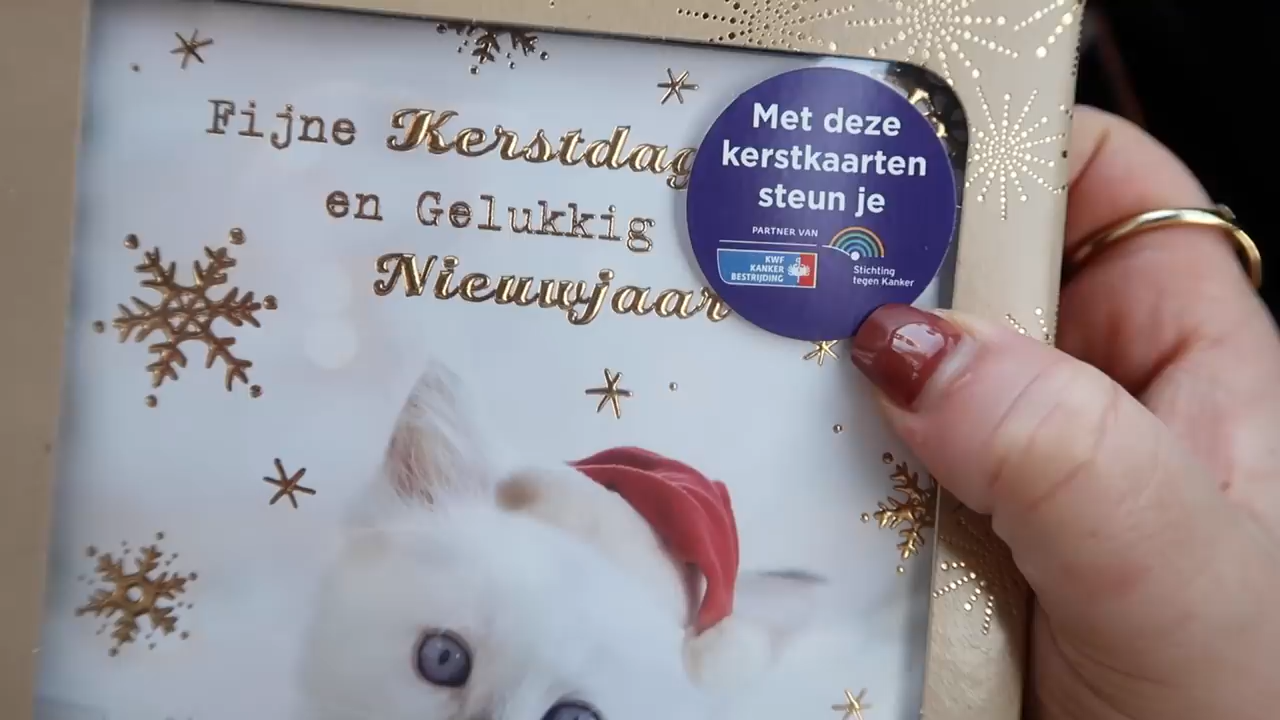 Fijne Kerstdag
en Gelukkig
Nieuwjaar
Met deze
kerstkaarten
steun je
PARTNER VAN
KWF
KANKER
BESTRIJDING
Stichting
tegen Kanker